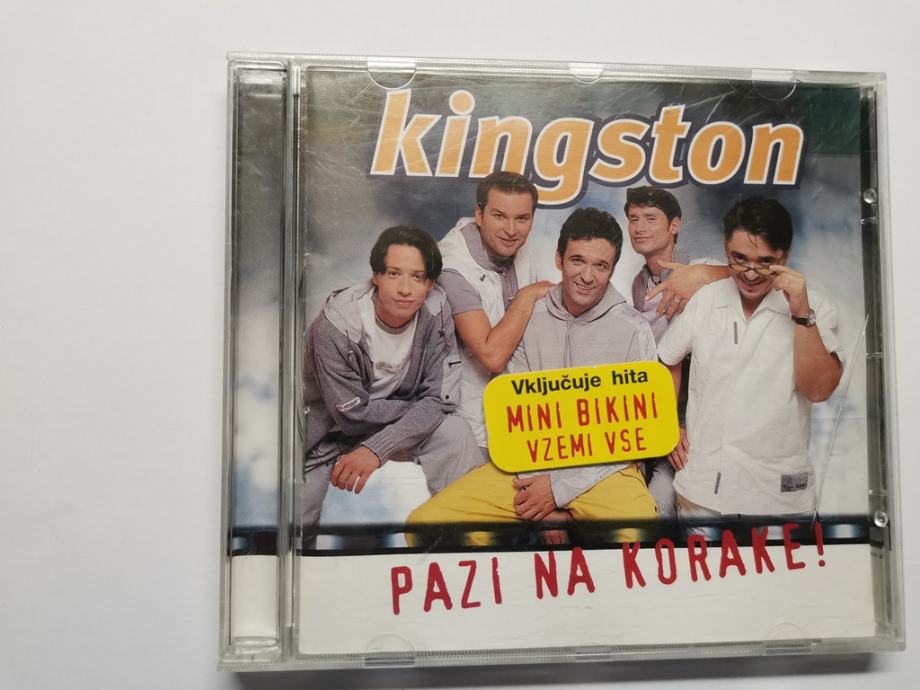 kingston
Vključuje hita
MINI BIKINI
VZEMI VSE
PAZI NA KORAKE!